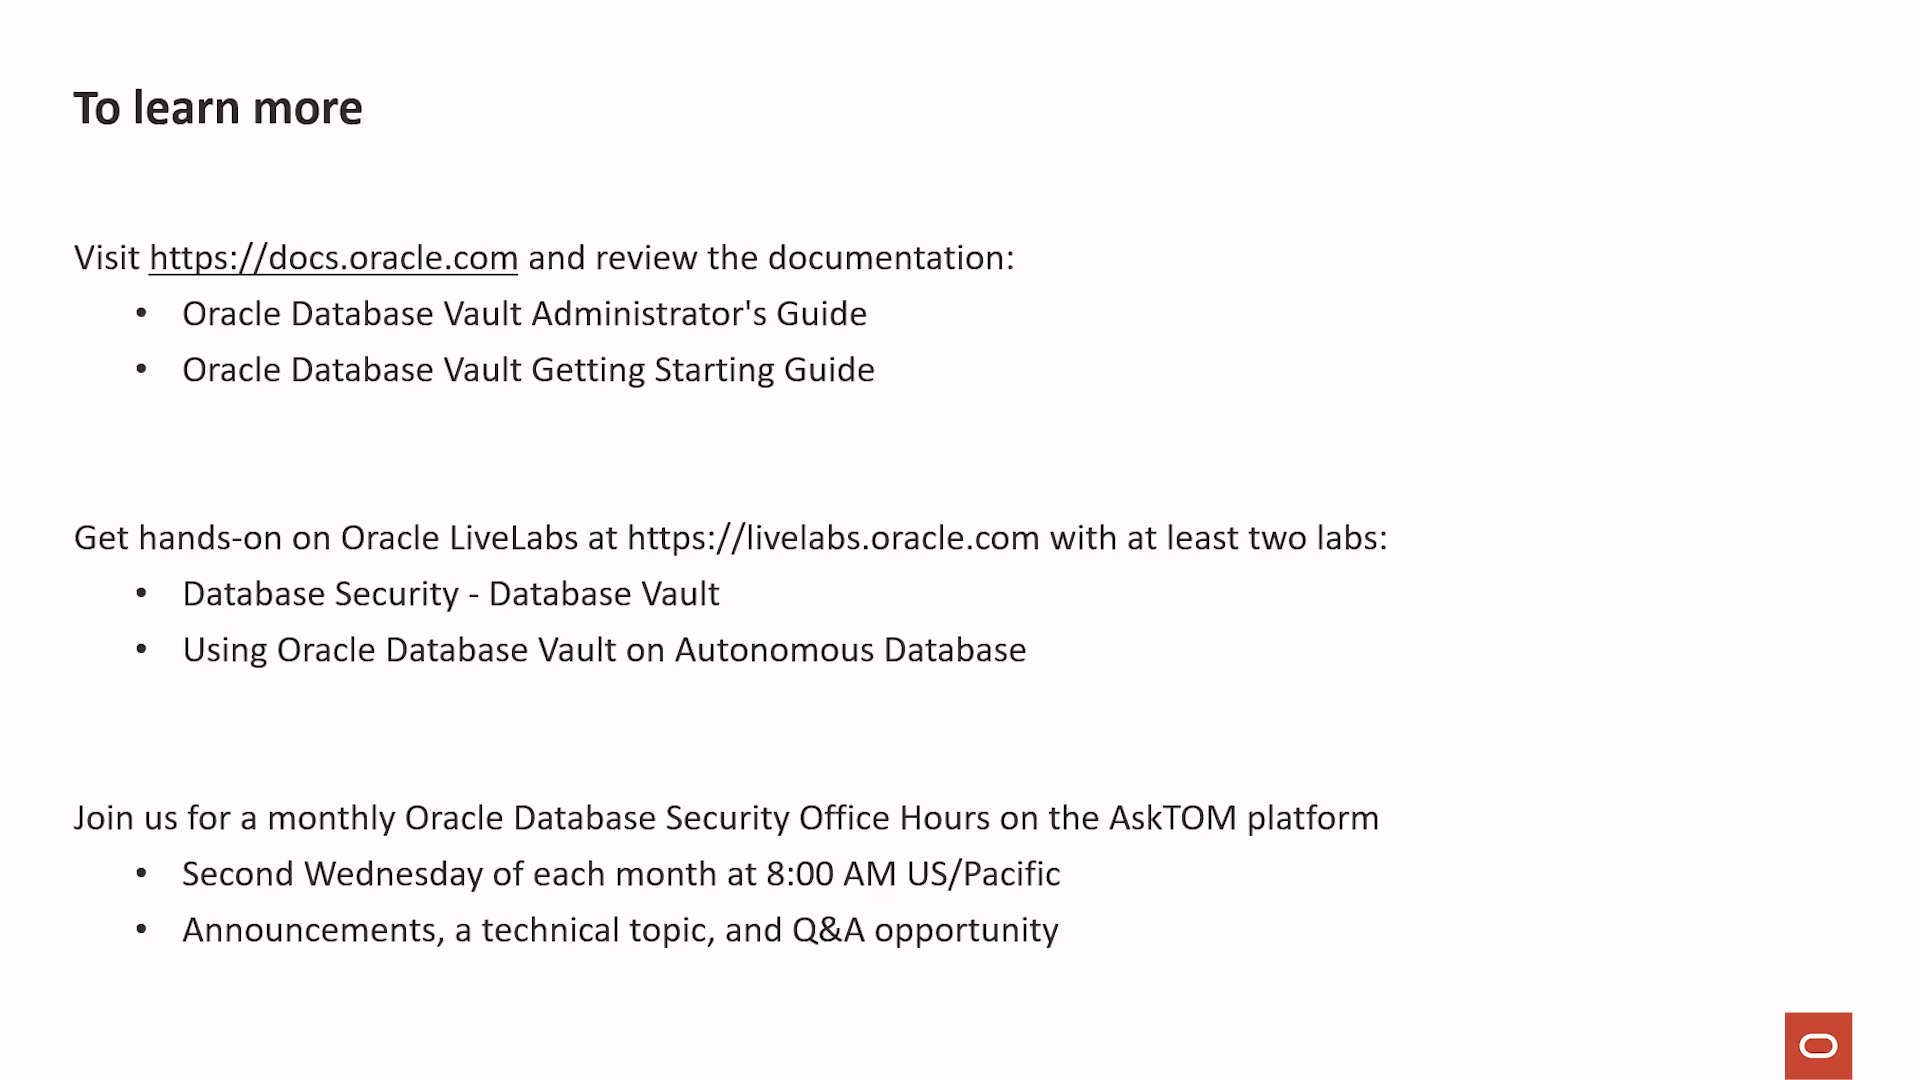 To learn more
Visit https://docs.oracle.com and review the documentation:
• Oracle Database Vault Administrator's Guide
• Oracle Database Vault Getting Starting Guide
Get hands-on on Oracle LiveLabs at https://livelabs.oracle.com with at least two labs:
• Database Security - Database Vault
• Using Oracle Database Vault on Autonomous Database
Join us for a monthly Oracle Database Security Office Hours on the AskTOM platform
• Second Wednesday of each month at 8:00 AM US/Pacific
• Announcements, a technical topic, and Q&A opportunity